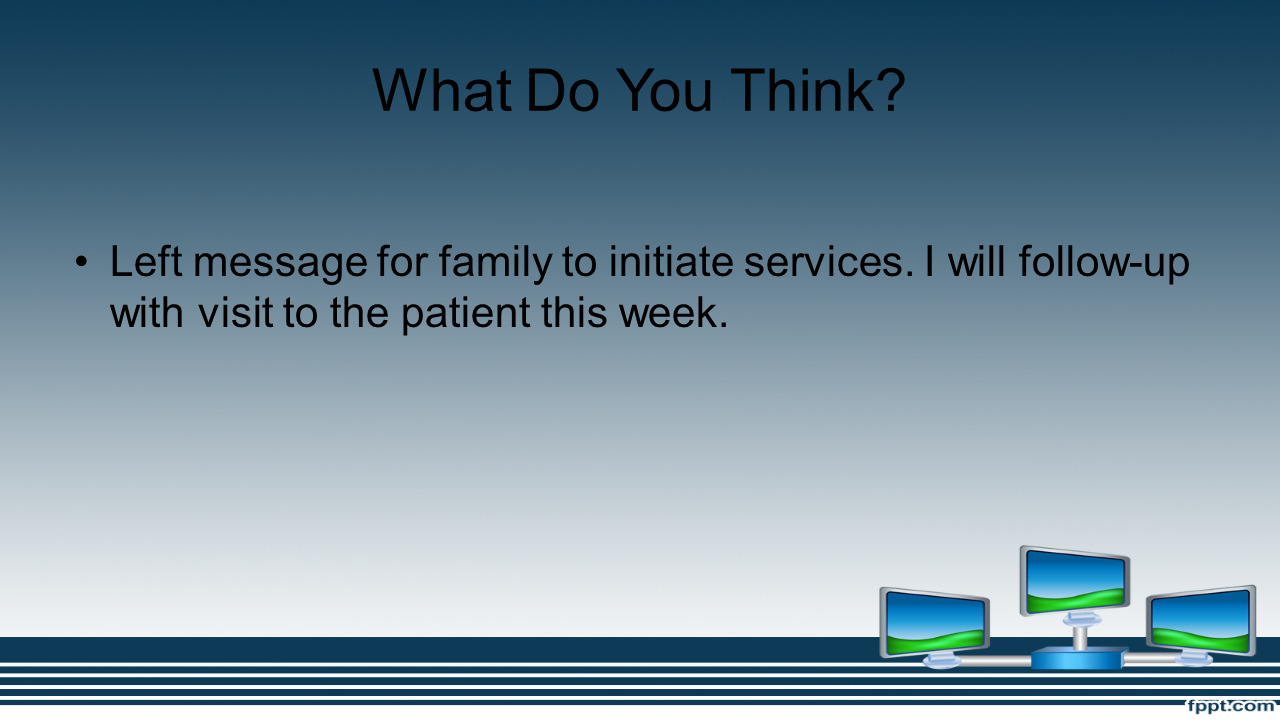 What Do You Think?
• Left message for family to initiate services. I will follow-up
with visit to the patient this week.
fppt.com